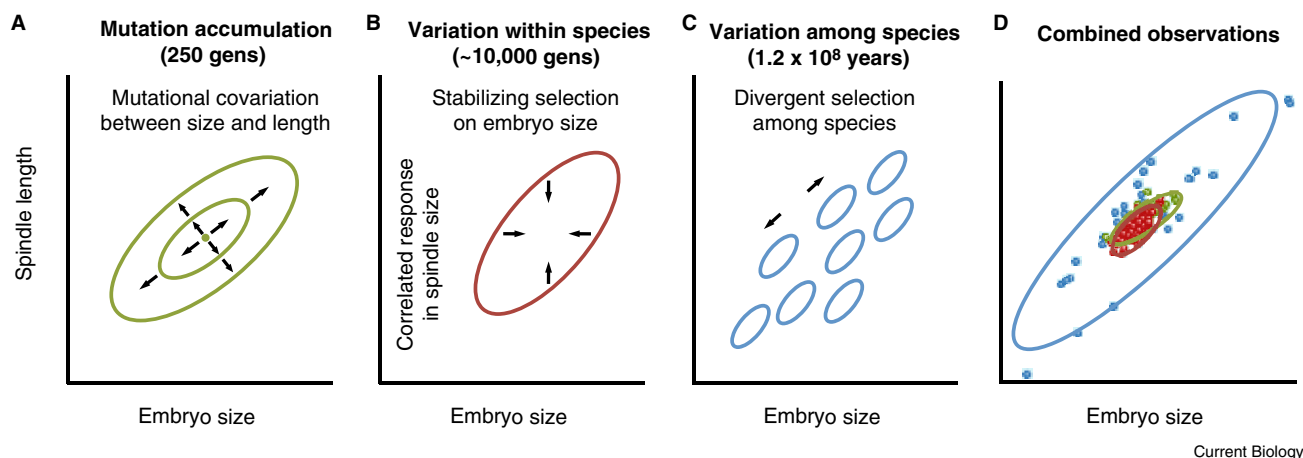 A
Mutation accumulation
(250 gens)
Mutational covariation
between size and length
Spindle length
Embryo size
B
Variation within species
(~10,000 gens)
Stabilizing selection
on embryo size
Correlated response
in spindle size
Embryo size
C
Variation among species
(1.2 x 10⁸ years)
Divergent selection
among species
Embryo size
D
Combined observations
Embryo size
Current Biology